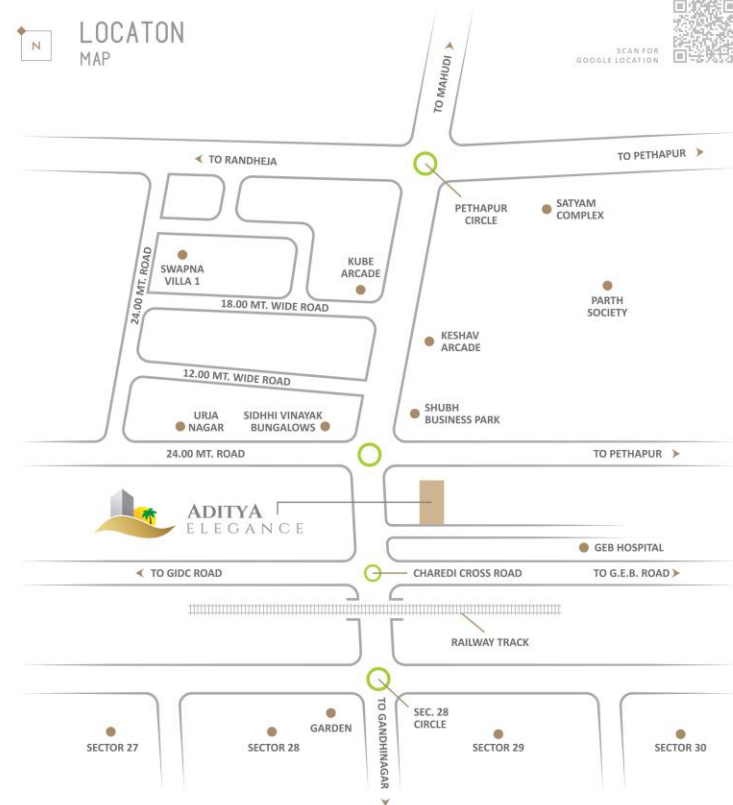 N
LOCATON
MAP
SCAN FOR
GOOGLE LOCATION
TO MAHUDI
TO RANDHEJA
TO PETHAPUR
PETHAPUR
CIRCLE
SATYAM
COMPLEX
24.00 MT. ROAD
SWAPNA
VILLA 1
KUBE
ARCADE
PARTH
SOCIETY
18.00 MT. WIDE ROAD
KESHAV
ARCADE
12.00 MT. WIDE ROAD
URJA
NAGAR
SIDHHI VINAYAK
BUNGALOWS
SHUBH
BUSINESS PARK
24.00 MT. ROAD
TO PETHAPUR
ADITYA
ELEGANCE
GEB HOSPITAL
TO GIDC ROAD
CHAREDI CROSS ROAD
TO G.E.B. ROAD
RAILWAY TRACK
TO GANDHINAGAR
SEC. 28
CIRCLE
GARDEN
SECTOR 27
SECTOR 28
SECTOR 29
SECTOR 30